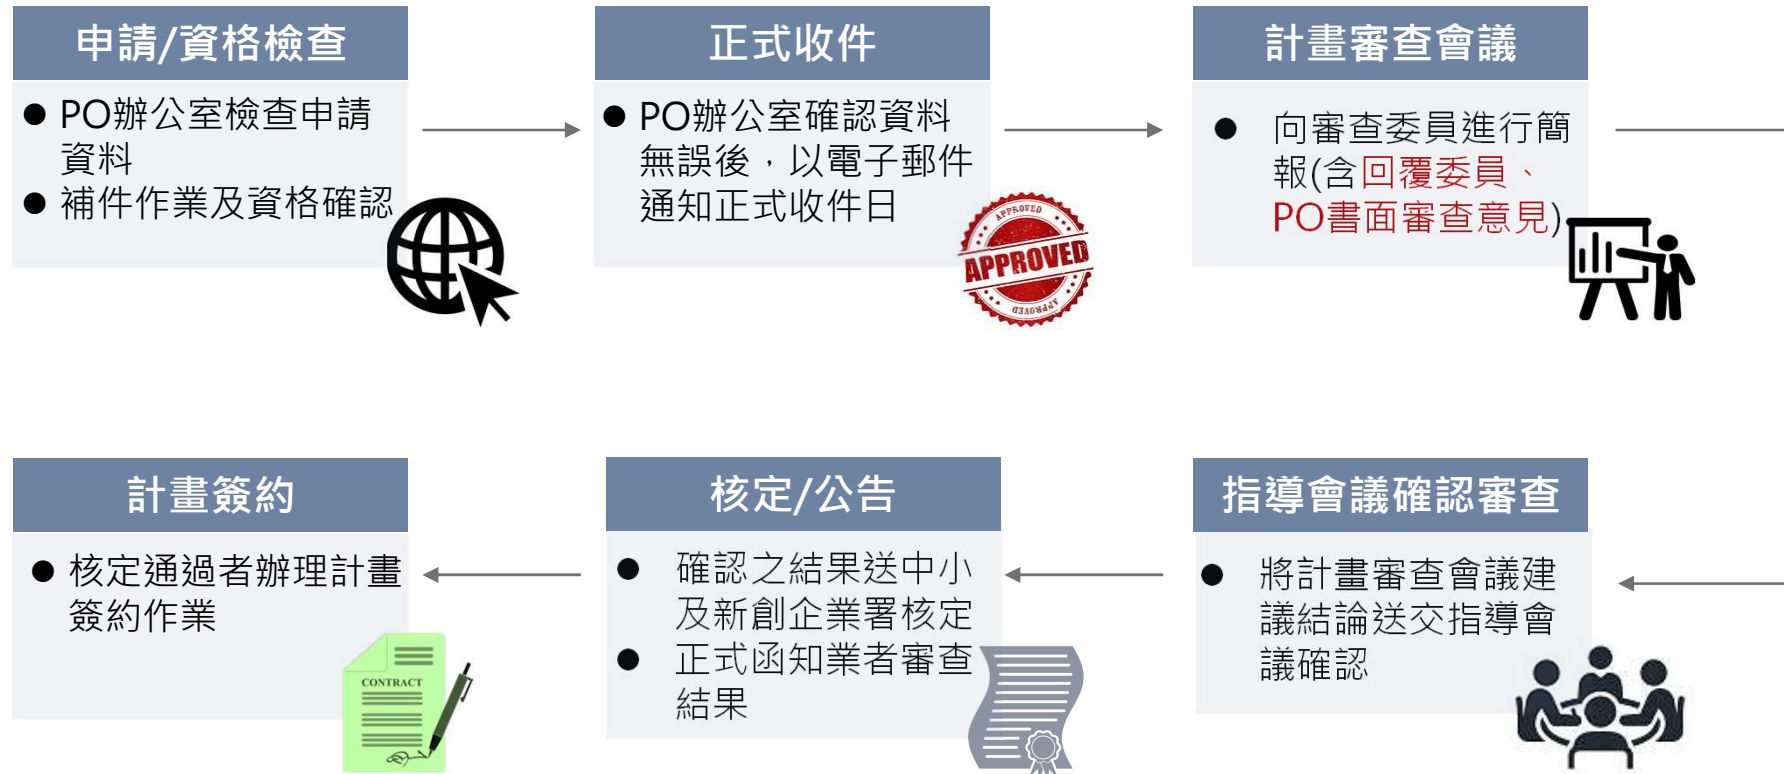 申請/資格檢查
● PO辦公室檢查申請
資料
● 補件作業及資格確認
正式收件
● PO辦公室確認資料
無誤後，以電子郵件
通知正式收件日
APPROVED
APPROVED
APPROVED
計畫審查會議
● 向審查委員進行簡
報(含回覆委員、
PO書面審查意見)
計畫簽約
● 核定通過者辦理計畫
簽約作業
CONTRACT
核定/公告
● 確認之結果送中小
及新創企業署核定
● 正式函知業者審查
結果
指導會議確認審查
● 將計畫審查會議建
議結論送交指導會
議確認